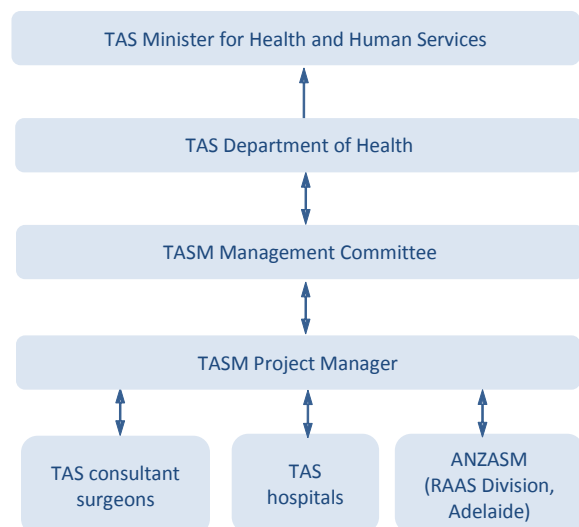 TAS Minister for Health and Human Services
TAS Department of Health
TASM Management Committee
TASM Project Manager
TAS consultant
surgeons
TAS
hospitals
ANZASM
(RAAS Division,
Adelaide)